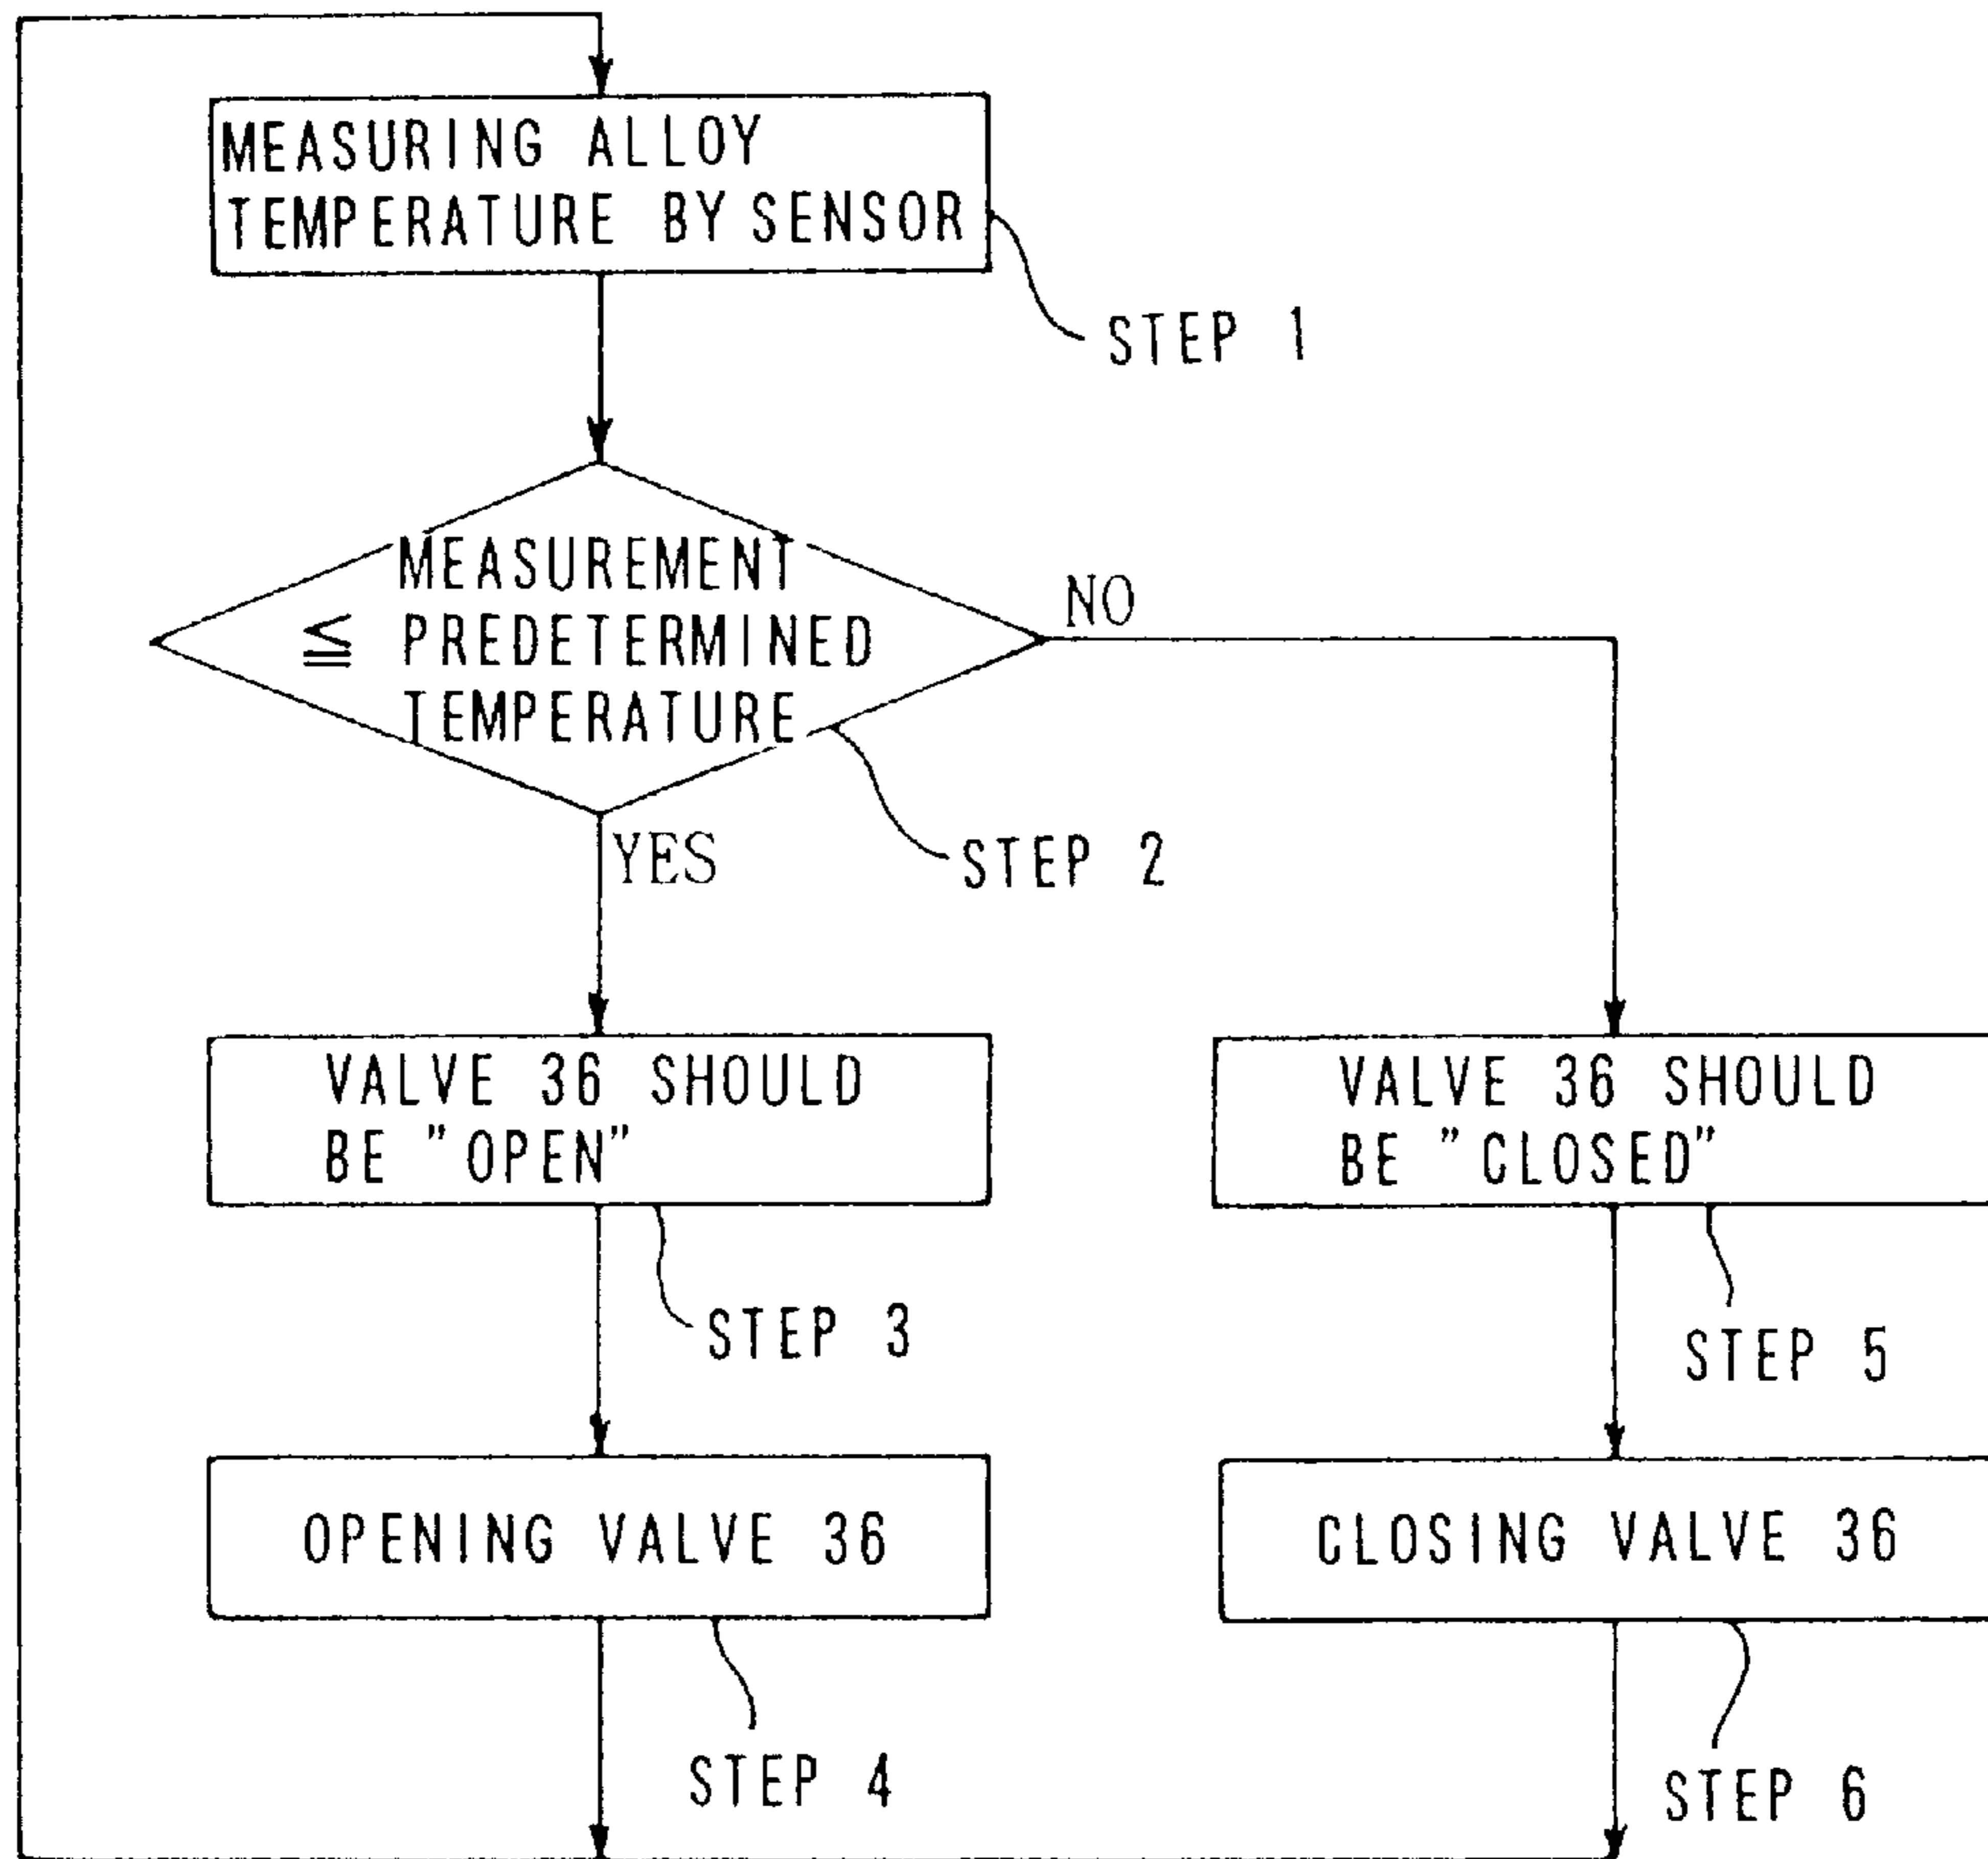 MEASURING ALLOY
TEMPERATURE BY SENSOR
STEP 1
MEASUREMENT
≦ PREDETERMINED
TEMPERATURE
NO
YES
STEP 2
VALVE 36 SHOULD
BE "OPEN"
STEP 3
VALVE 36 SHOULD
BE "CLOSED"
STEP 5
OPENING VALVE 36
STEP 4
CLOSING VALVE 36
STEP 6